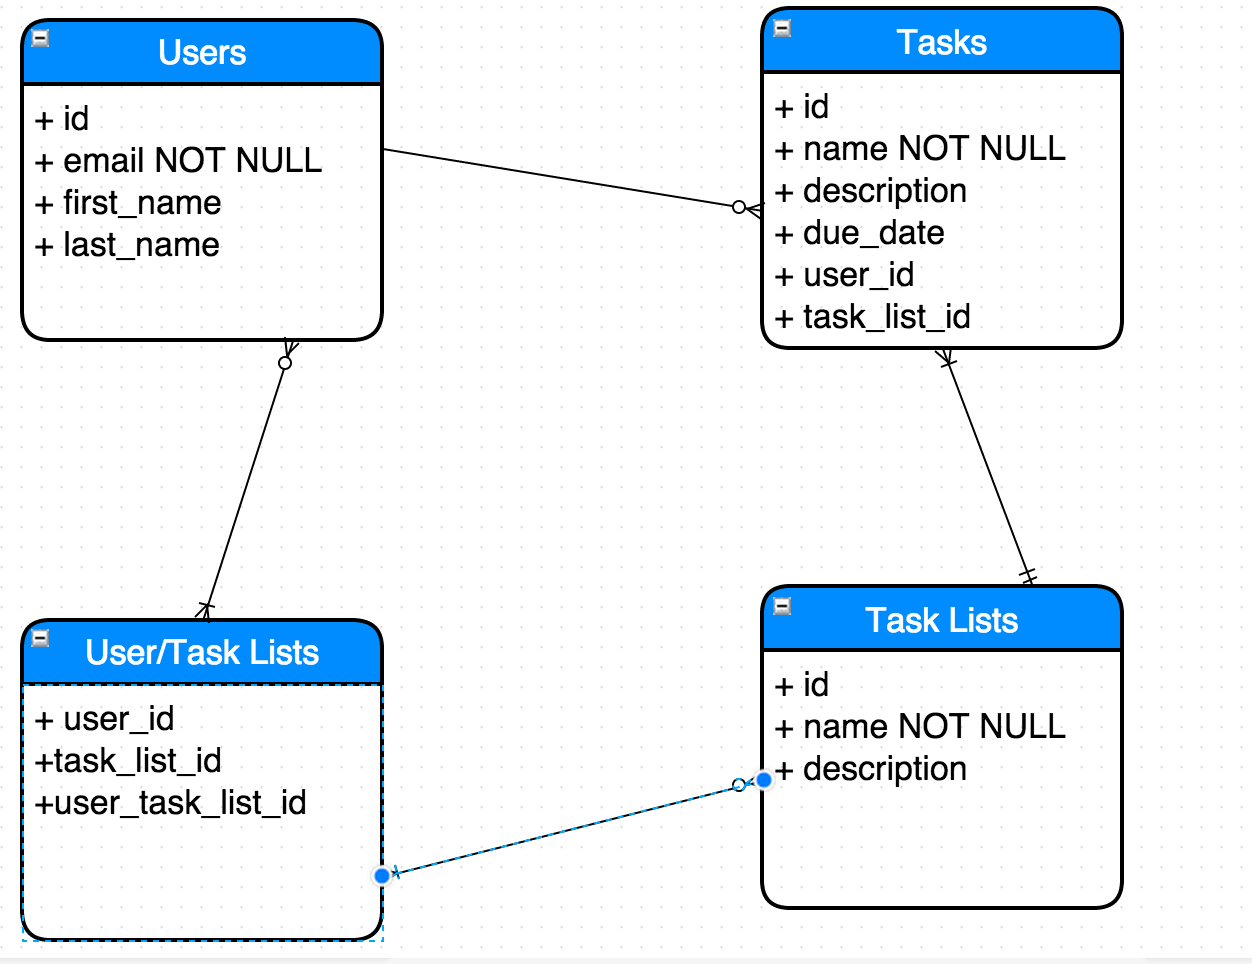 Users
+ id
+ email NOT NULL
+ first_name
+ last_name
Tasks
+ id
+ name NOT NULL
+ description
+ due_date
+ user_id
+ task_list_id
User/Task Lists
+ user_id
+task_list_id
+user_task_list_id
Task Lists
+ id
+ name NOT NULL
+ description